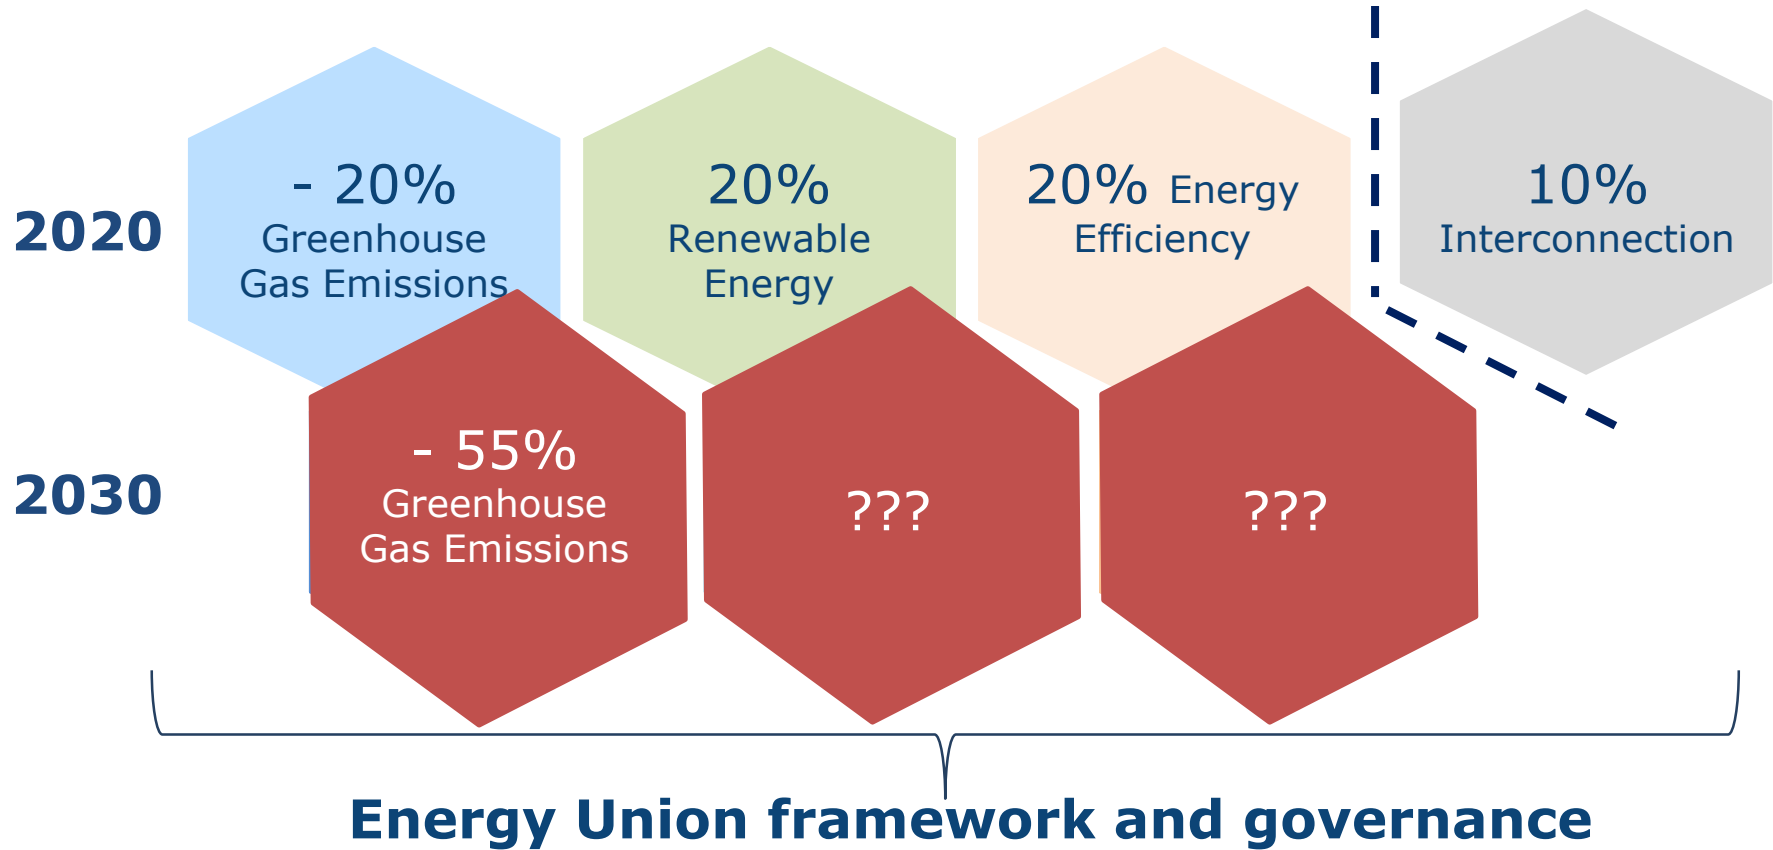 2020
- 20%
Greenhouse
Gas Emissions
20%
Renewable
Energy
20% Energy
Efficiency
10%
Interconnection
2030
- 55%
Greenhouse
Gas Emissions
???
???
Energy Union framework and governance